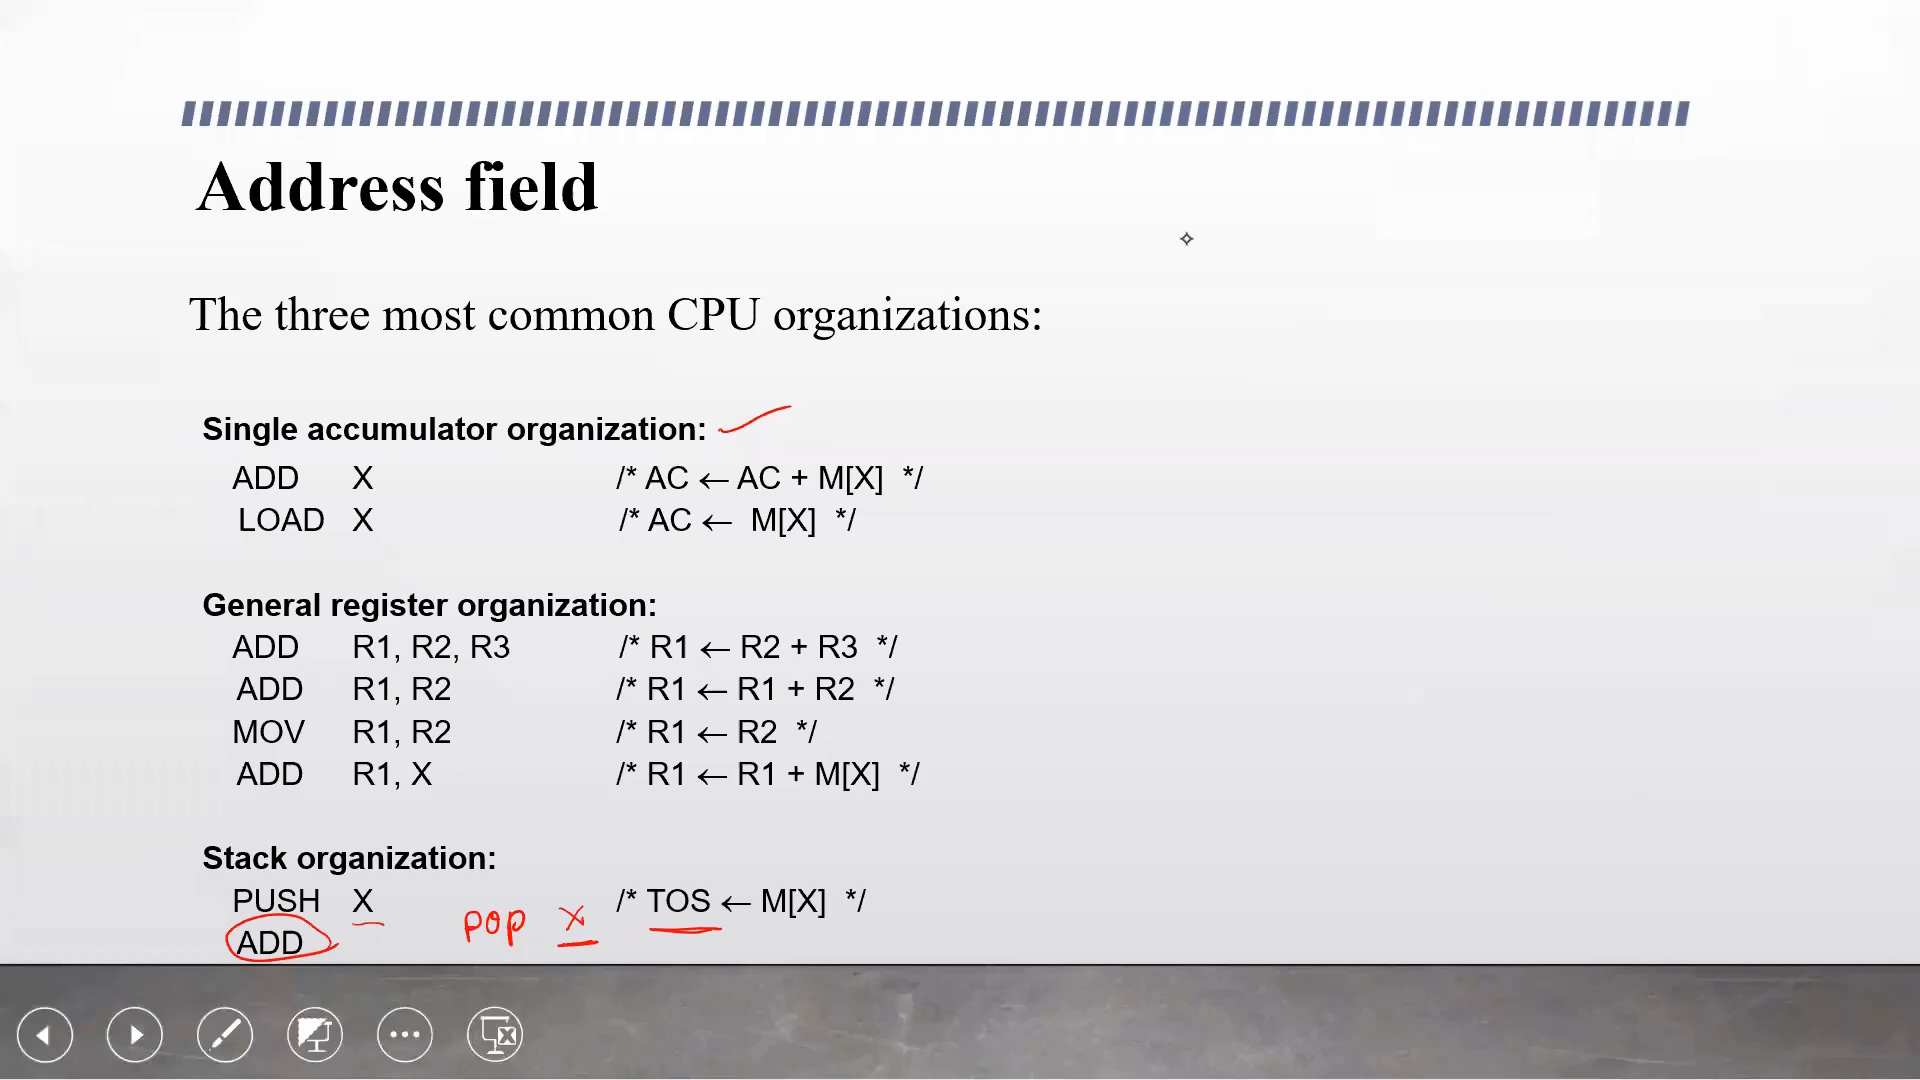 Address field
The three most common CPU organizations:
Single accumulator organization:
ADD X /* AC ← AC + M[X] */
LOAD X /* AC ← M[X] */
General register organization:
ADD R1, R2, R3 /* R1 ← R2 + R3 */
ADD R1, R2 /* R1 ← R1 + R2 */
MOV R1, R2 /* R1 ← R2 */
ADD R1, X /* R1 ← R1 + M[X] */
Stack organization:
PUSH X /* TOS ← M[X] */
pop X
ADD